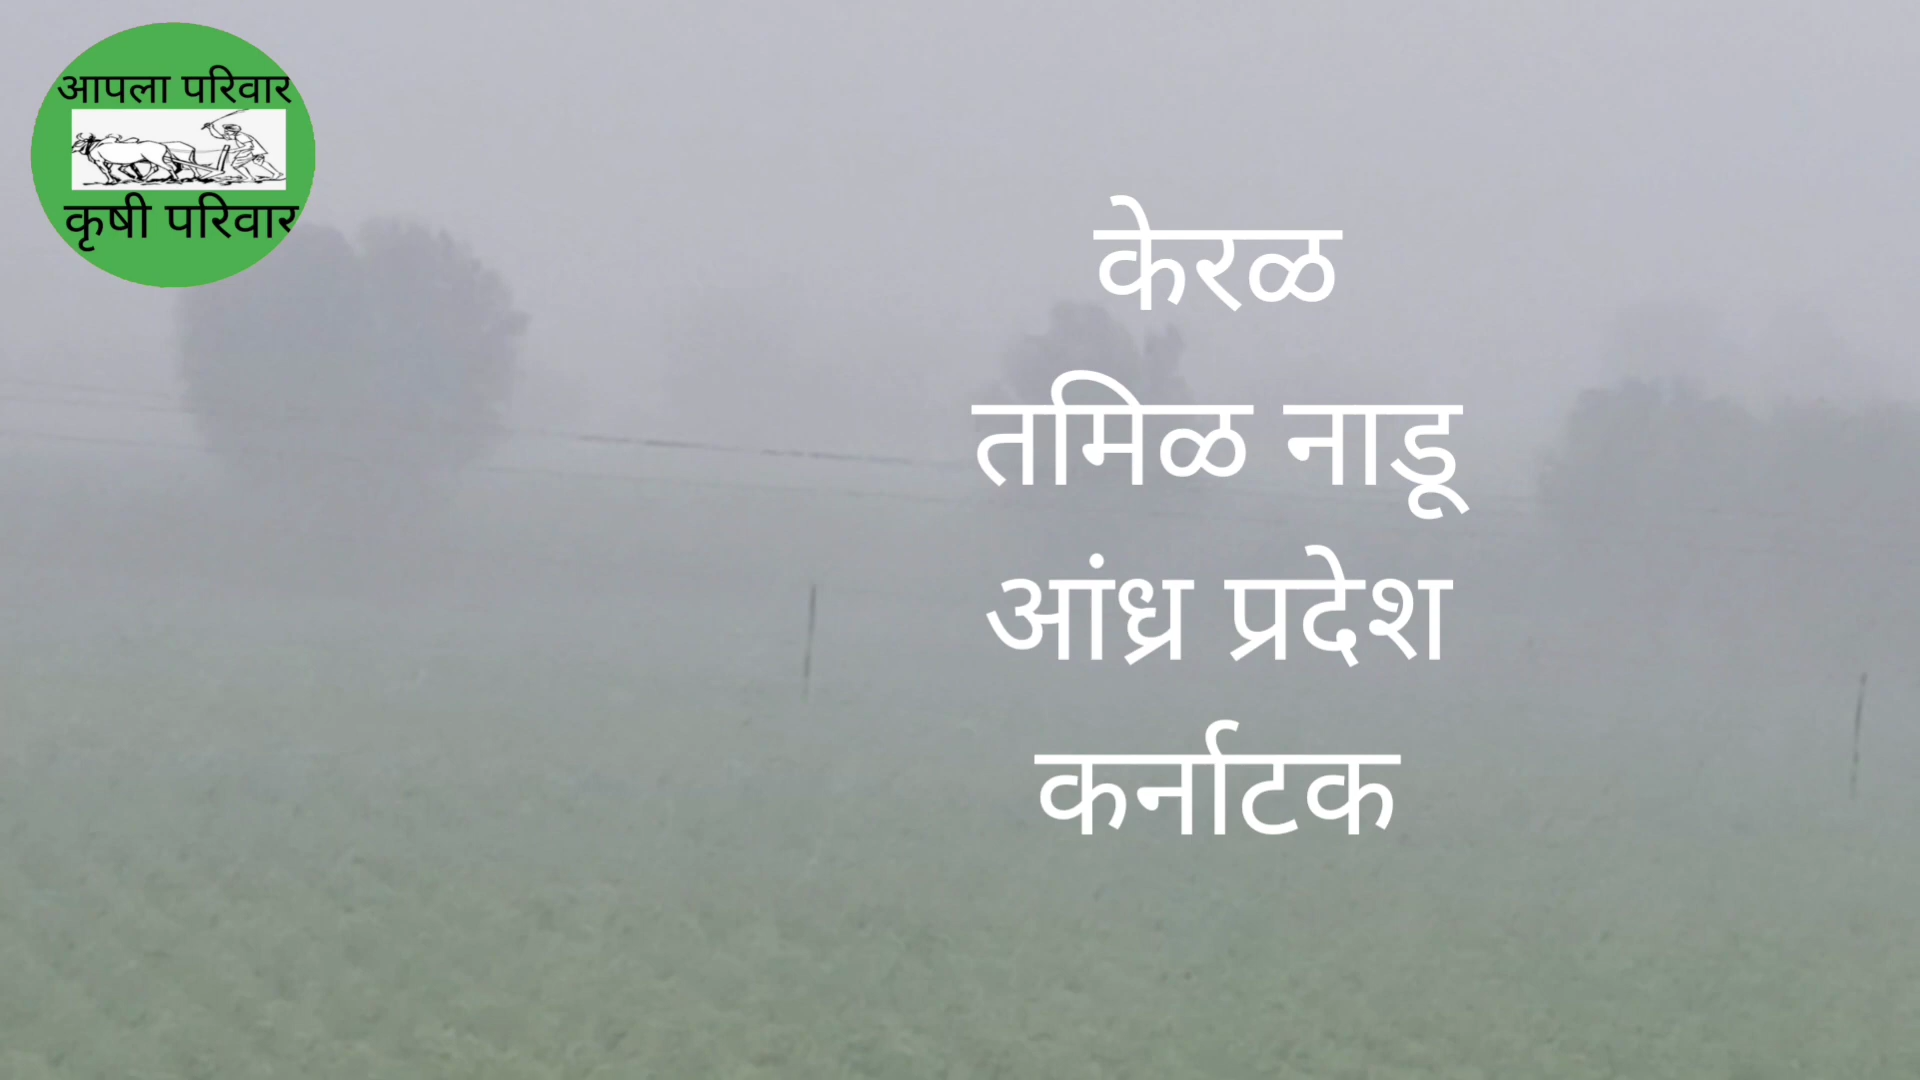 आपला परिवार
कृषी परिवार
केरळ
तमिळ नाडू
आंध्र प्रदेश
कर्नाटक